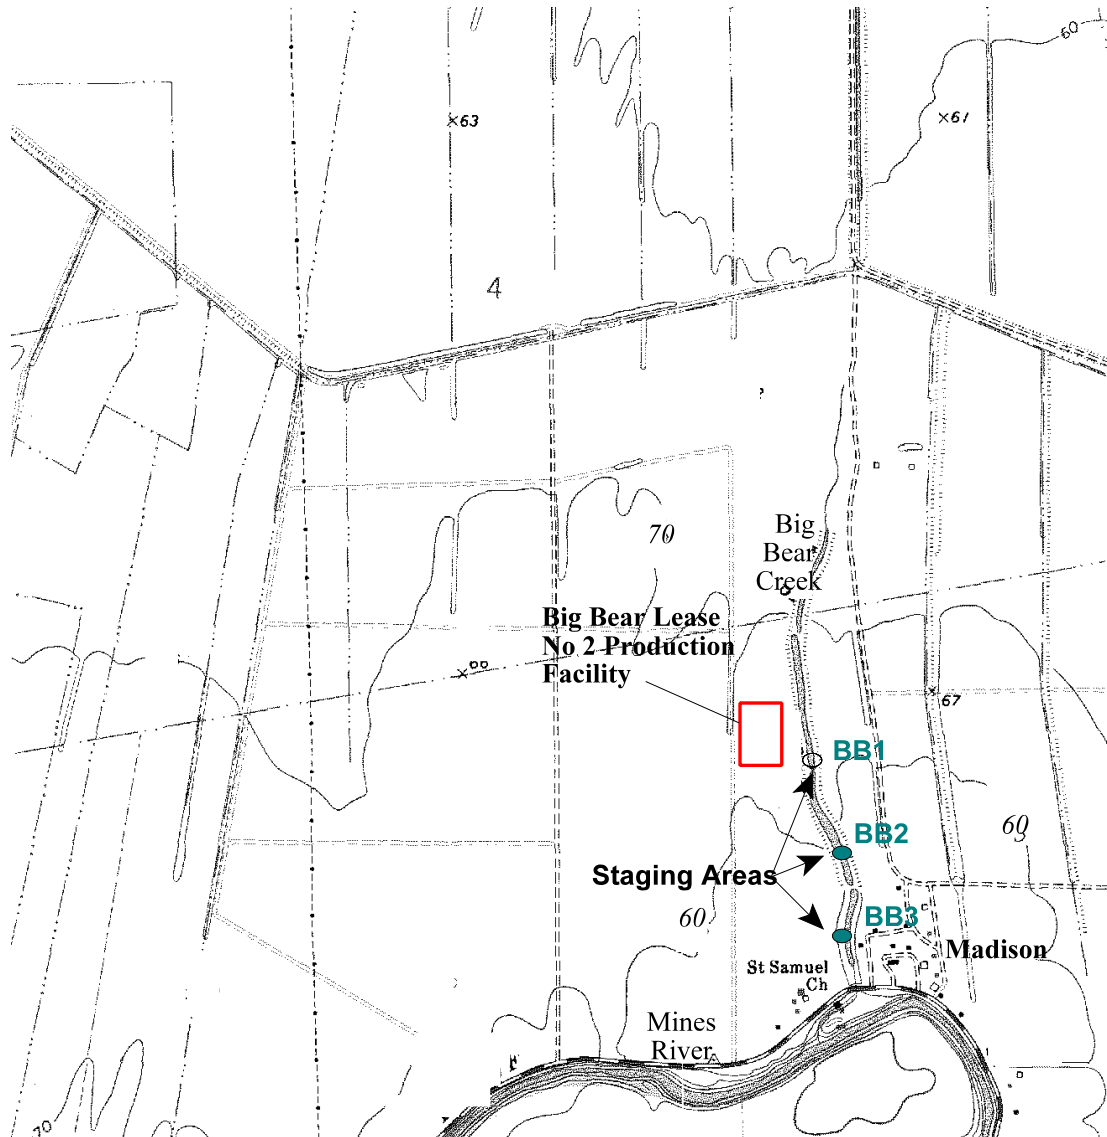 60
63
61
4
Big
Bear
Creek
70
Big Bear Lease
No 2 Production
Facility
67
BB1
60
BB2
Staging Areas
BB3
60
Madison
St Samuel
Ch
Mines
River
70